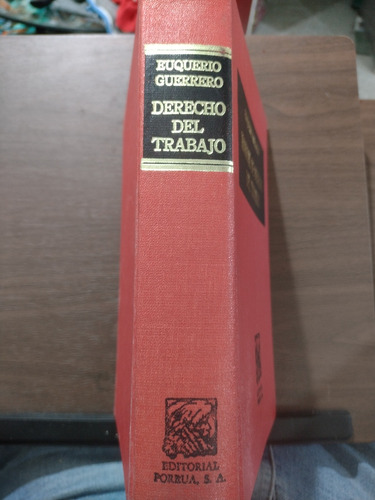 EUQUERIO
GUERRERO
DERECHO
DEL
TRABAJO
EDITORIAL
PORRUA, S. A.